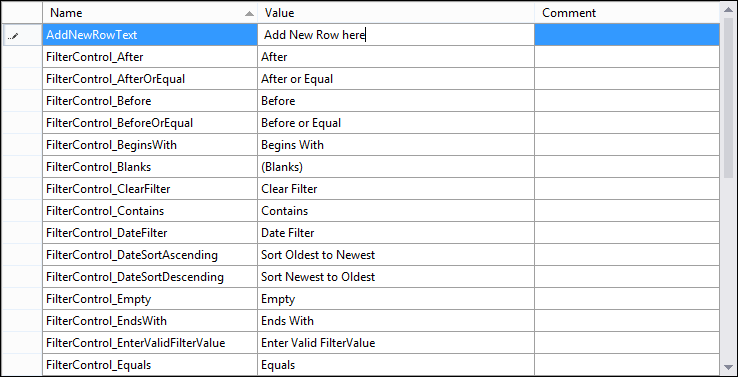 Name Value Comment
AddNewRowText Add New Row here
FilterControl_After After
FilterControl_AfterOrEqual After or Equal
FilterControl_Before Before
FilterControl_BeforeOrEqual Before or Equal
FilterControl_BeginsWith Begins With
FilterControl_Blanks (Blanks)
FilterControl_ClearFilter Clear Filter
FilterControl_Contains Contains
FilterControl_DateFilter Date Filter
FilterControl_DateSortAscending Sort Oldest to Newest
FilterControl_DateSortDescending Sort Newest to Oldest
FilterControl_Empty Empty
FilterControl_EndsWith Ends With
FilterControl_EnterValidFilterValue Enter Valid FilterValue
FilterControl_Equals Equals